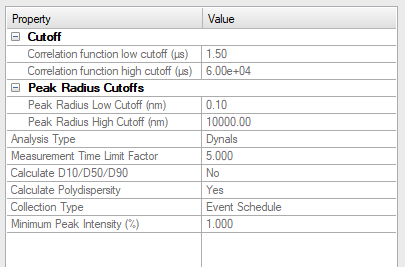 Property Value
Cutoff
Correlation function low cutoff (µs) 1.50
Correlation function high cutoff (µs) 6.00e+04
Peak Radius Cutoffs
Peak Radius Low Cutoff (nm) 0.10
Peak Radius High Cutoff (nm) 10000.00
Analysis Type Dynals
Measurement Time Limit Factor 5.000
Calculate D10/D50/D90 No
Calculate Polydispersity Yes
Collection Type Event Schedule
Minimum Peak Intensity (%) 1.000